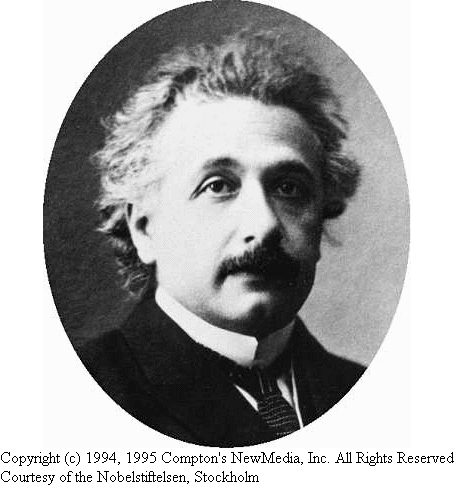 Copyright (c) 1994, 1995 Compton's NewMedia, Inc. All Rights Reserved
Courtesy of the Nobelstiftelsen, Stockholm